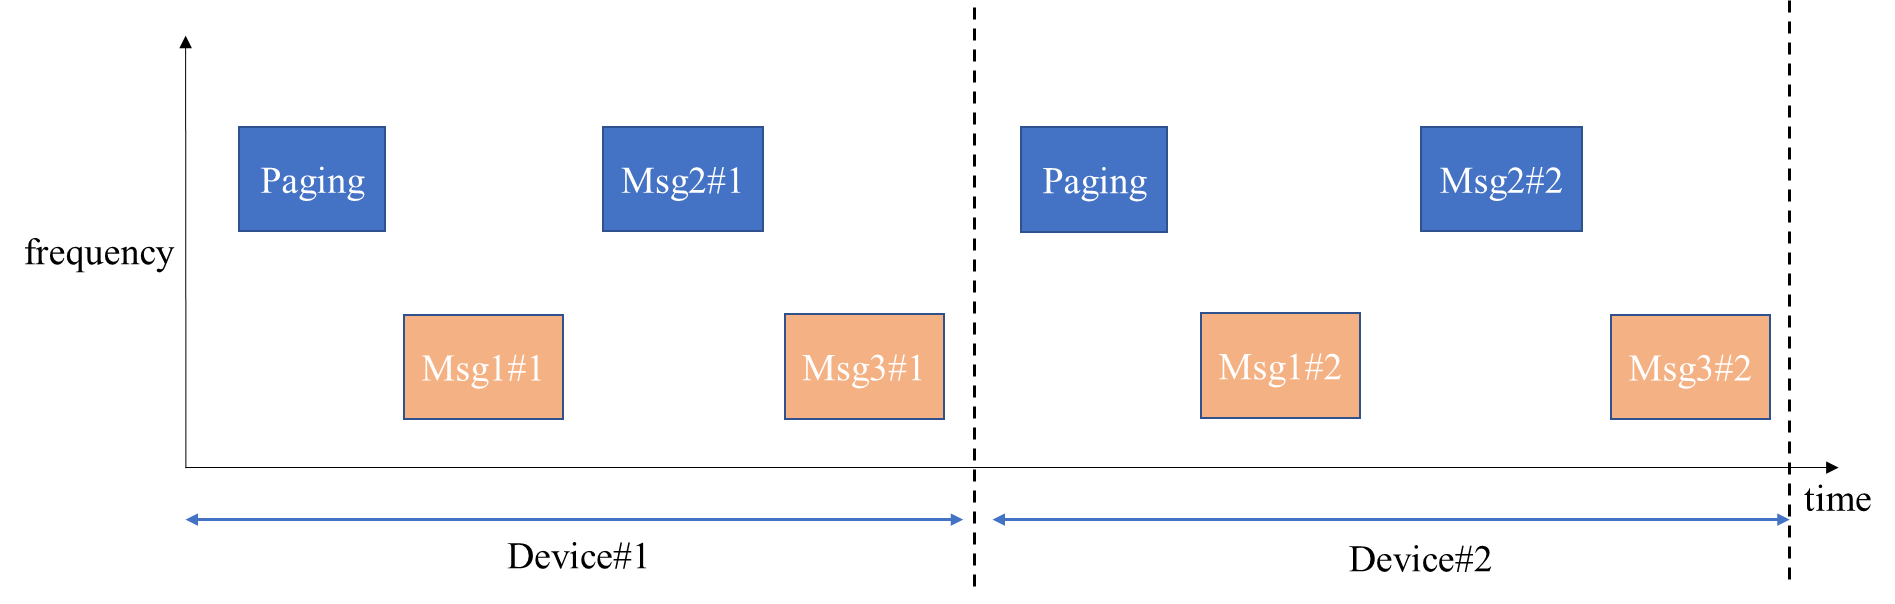 Paging
Msg2#1
Paging
Msg2#2
frequency
Msg1#1
Msg3#1
Msg1#2
Msg3#2
time
Device#1
Device#2